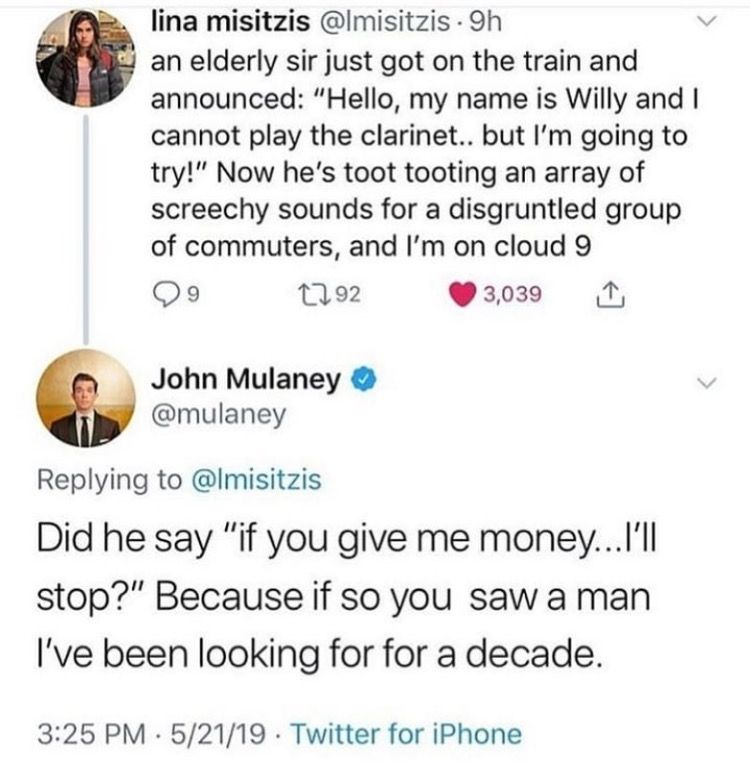 lina misitzis @lmisitzis · 9h
an elderly sir just got on the train and
announced: "Hello, my name is Willy and I
cannot play the clarinet.. but I'm going to
try!" Now he's toot tooting an array of
screechy sounds for a disgruntled group
of commuters, and I'm on cloud 9
9 92 3,039
John Mulaney
@mulaney
Replying to @lmisitzis
Did he say "if you give me money...I'll
stop?" Because if so you saw a man
I've been looking for for a decade.
3:25 PM · 5/21/19 · Twitter for iPhone